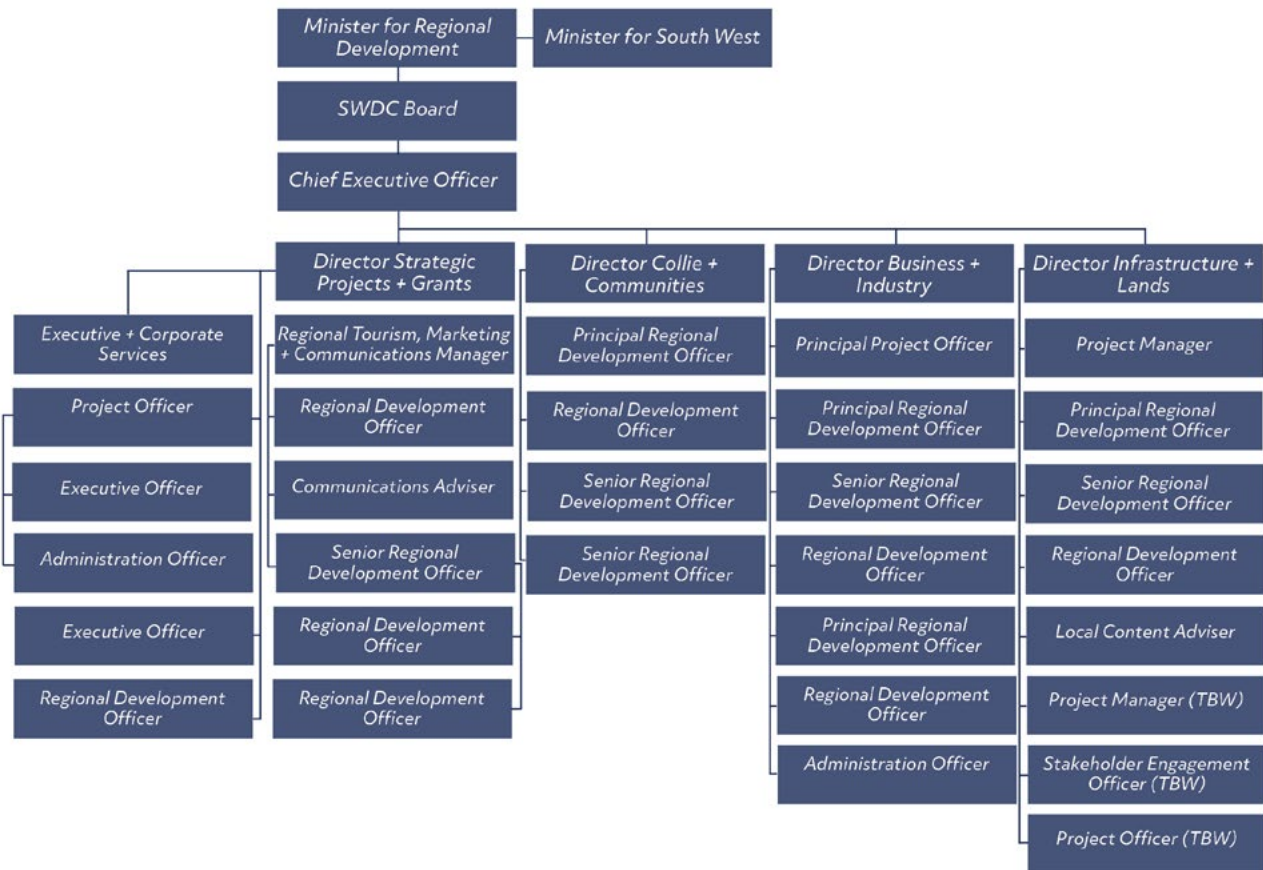 Minister for Regional
Development
Minister for South West
SWDC Board
Chief Executive Officer
Director Strategic
Projects + Grants
Director Collie +
Communities
Director Business +
Industry
Director Infrastructure +
Lands
Executive + Corporate
Services
Project Officer
Executive Officer
Administration Officer
Executive Officer
Regional Development
Officer
Regional Tourism, Marketing
+ Communications Manager
Regional Development
Officer
Communications Adviser
Senior Regional
Development Officer
Regional Development
Officer
Regional Development
Officer
Principal Regional
Development Officer
Regional Development
Officer
Senior Regional
Development Officer
Senior Regional
Development Officer
Principal Project Officer
Principal Regional
Development Officer
Senior Regional
Development Officer
Regional Development
Officer
Principal Regional
Development Officer
Regional Development
Officer
Administration Officer
Project Manager
Principal Regional
Development Officer
Senior Regional
Development Officer
Regional Development
Officer
Local Content Adviser
Project Manager (TBW)
Stakeholder Engagement
Officer (TBW)
Project Officer (TBW)